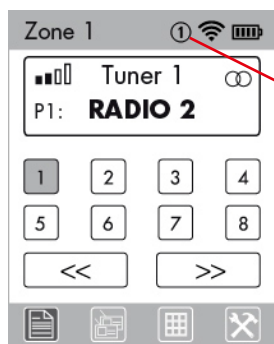 Zone 1 ①
Tuner 1
P1: RADIO 2
1 2 3 4
5 6 7 8
<< >>